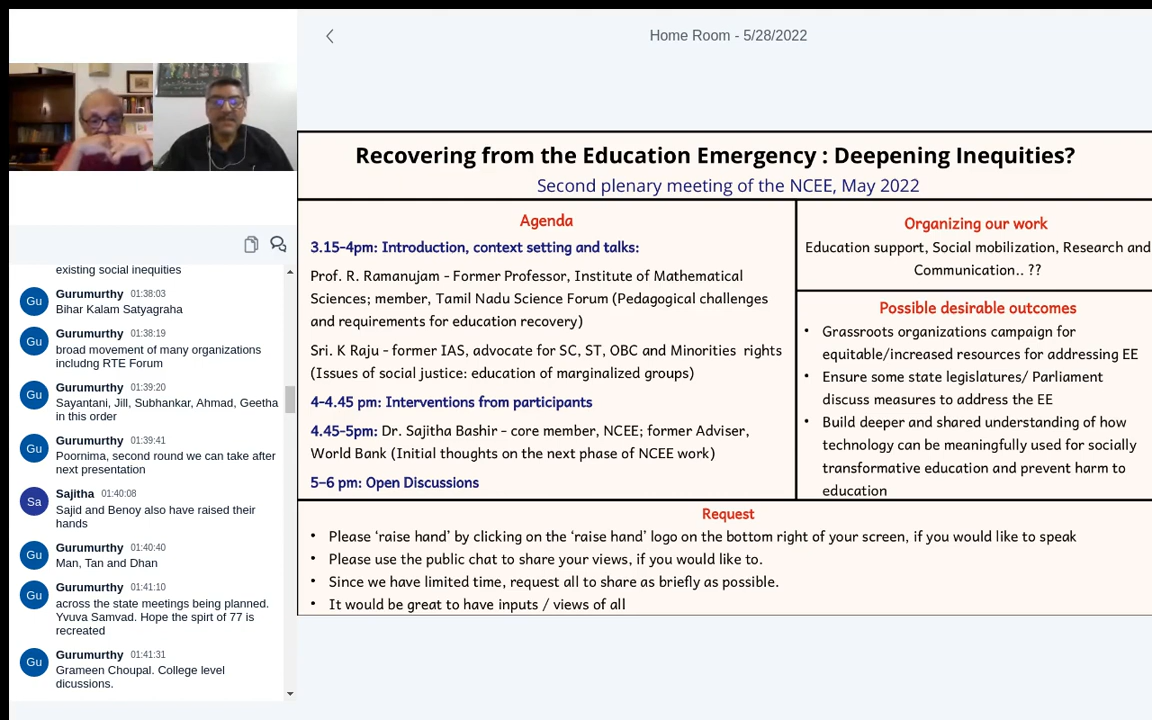 Home Room - 5/28/2022
existing social inequities
Gu
Gurumurthy 01:38:03
Bihar Kalam Satyagraha
Gu
Gurumurthy 01:38:19
broad movement of many organizations
includng RTE Forum
Gu
Gurumurthy 01:39:20
Sayantani, Jill, Subhankar, Ahmad, Geetha
in this order
Gu
Gurumurthy 01:39:41
Poornima, second round we can take after
next presentation
Sa
Sajitha 01:40:08
Sajid and Benoy also have raised their
hands
Gu
Gurumurthy 01:40:40
Man, Tan and Dhan
Gu
Gurumurthy 01:41:10
across the state meetings being planned.
Yvuva Samvad. Hope the spirt of 77 is
recreated
Gu
Gurumurthy 01:41:31
Grameen Choupal. College level
dicussions.
Recovering from the Education Emergency : Deepening Inequities?
Second plenary meeting of the NCEE, May 2022
Agenda
3.15-4pm: Introduction, context setting and talks:
Prof. R. Ramanujam - Former Professor, Institute of Mathematical
Sciences; member, Tamil Nadu Science Forum (Pedagogical challenges
and requirements for education recovery)
Sri. K Raju - former IAS, advocate for SC, ST, OBC and Minorities rights
(Issues of social justice: education of marginalized groups)
4-4.45 pm: Interventions from participants
4.45-5pm: Dr. Sajitha Bashir - core member, NCEE; former Adviser,
World Bank (Initial thoughts on the next phase of NCEE work)
5-6 pm: Open Discussions
Organizing our work
Education support, Social mobilization, Research and
Communication.. ??
Possible desirable outcomes
• Grassroots organizations campaign for
equitable/increased resources for addressing EE
• Ensure some state legislatures/ Parliament
discuss measures to address the EE
• Build deeper and shared understanding of how
technology can be meaningfully used for socially
transformative education and prevent harm to
education
Request
• Please ‘raise hand’ by clicking on the ‘raise hand’ logo on the bottom right of your screen, if you would like to speak
• Please use the public chat to share your views, if you would like to.
• Since we have limited time, request all to share as briefly as possible.
• It would be great to have inputs / views of all